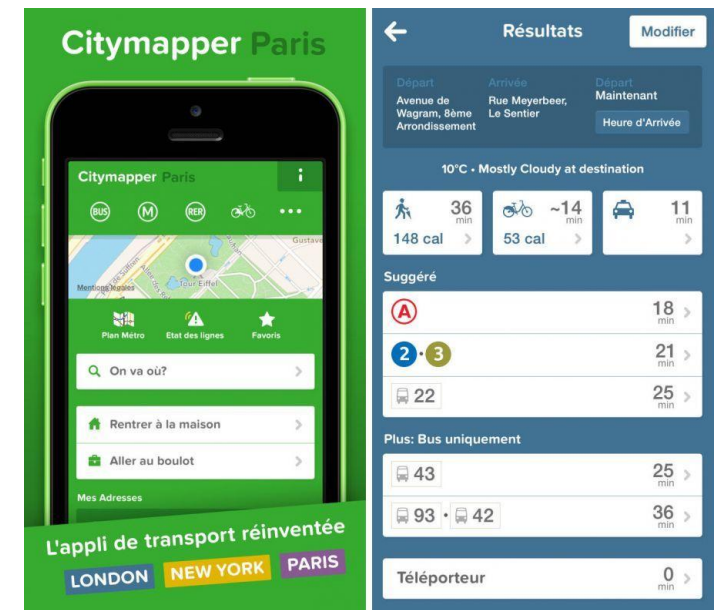 Citymapper Paris
Citymapper Paris
i
BUS M RER
Gustave
Allée des
Tour Eiffel
Mentions légales
Plan Métro Etat des lignes Favoris
On va où?
Rentrer à la maison
Aller au boulot
Mes Adresses
L'appli de transport réinventée
LONDON NEW YORK PARIS
Résultats
Modifier
Départ Arrivée Départ
Avenue de Wagram, 8ème Arrondissement
Rue Meyerbeer, Le Sentier
Maintenant
Heure d'Arrivée
10°C • Mostly Cloudy at destination
36 min
148 cal
~14 min
53 cal
11 min
Suggéré
A 18 min
2 · 3 21 min
22 25 min
Plus: Bus uniquement
43 25 min
93 · 42 36 min
Téléporteur 0 min